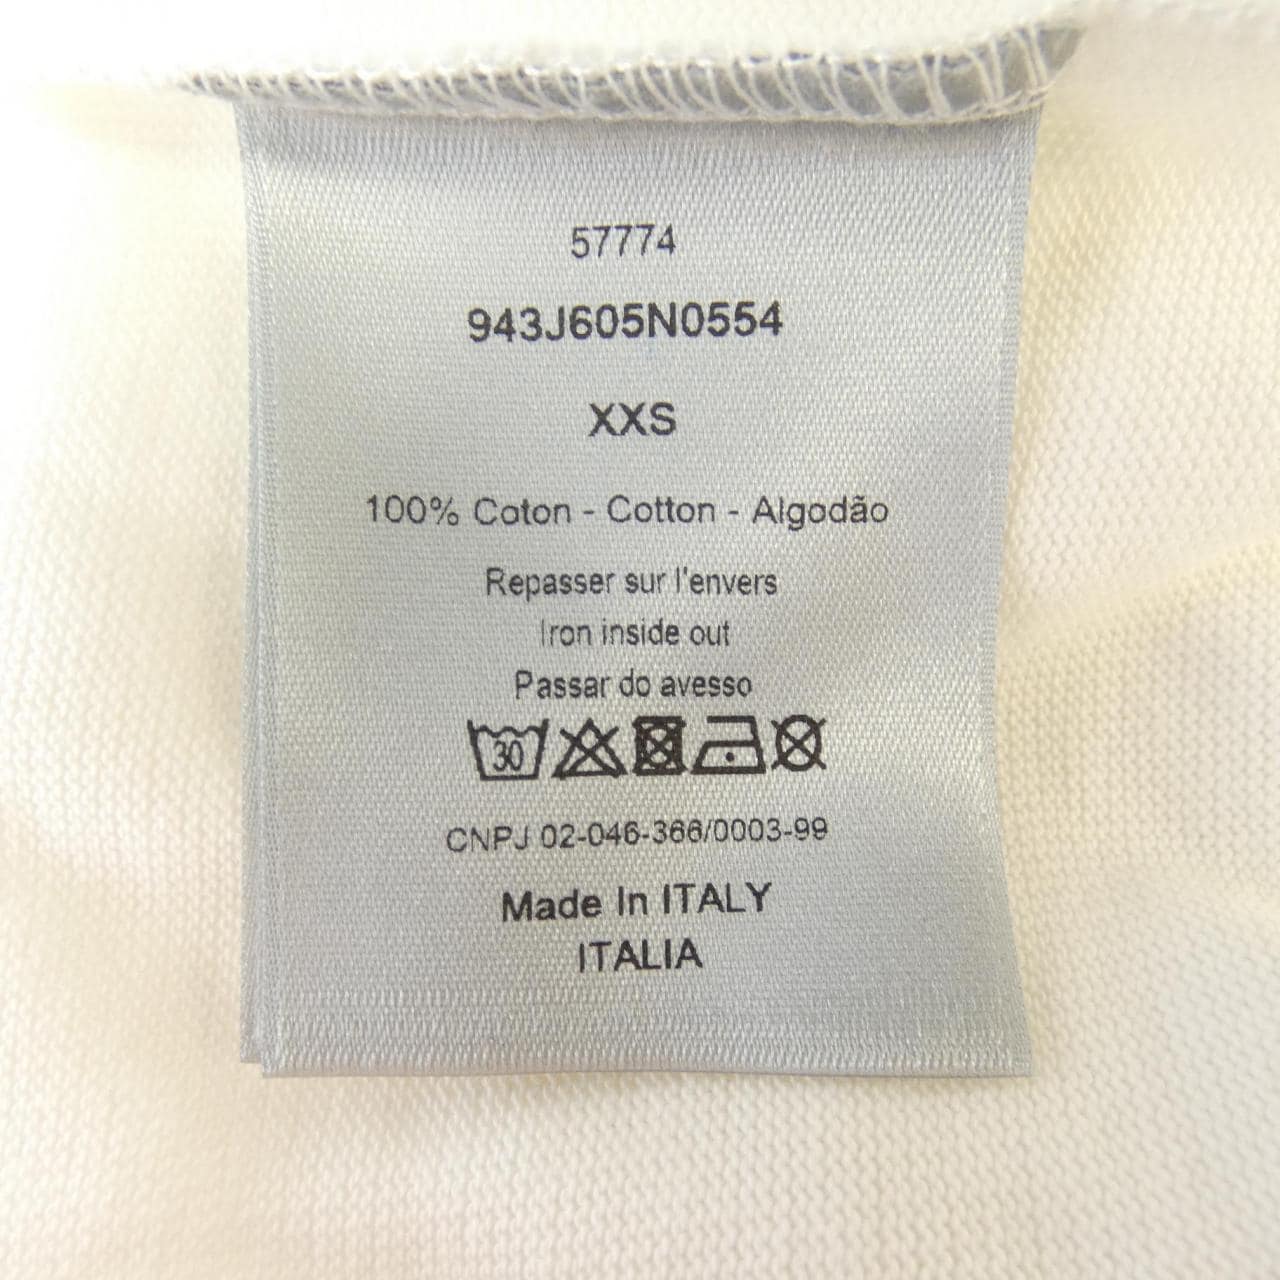 57774
943J605N0554
XXS
100% Coton - Cotton - Algodão
Repasser sur l'envers
Iron inside out
Passar do avesso
30
CNPJ 02-046-366/0003-99
Made In ITALY
ITALIA